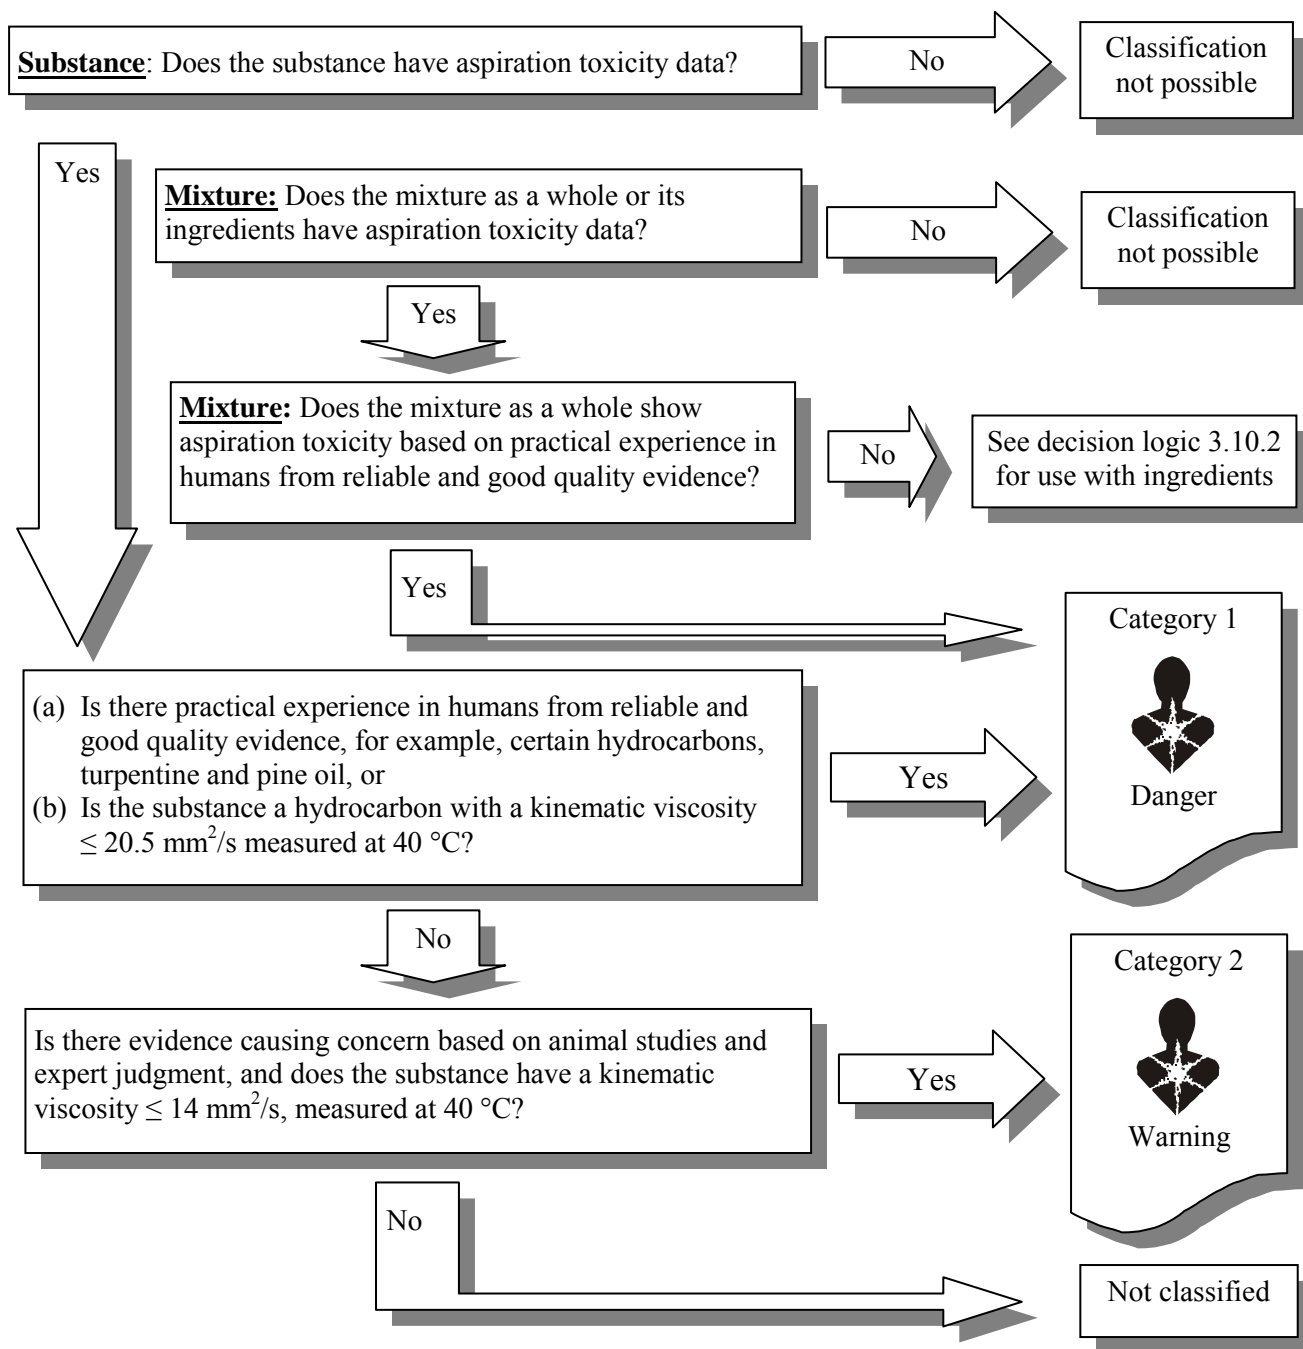 Substance: Does the substance have aspiration toxicity data?
No
Classification
not possible
Yes
Mixture: Does the mixture as a whole or its
ingredients have aspiration toxicity data?
No
Classification
not possible
Yes
Mixture: Does the mixture as a whole show
aspiration toxicity based on practical experience in
humans from reliable and good quality evidence?
No
See decision logic 3.10.2
for use with ingredients
Yes
Category 1
Danger
(a) Is there practical experience in humans from reliable and
good quality evidence, for example, certain hydrocarbons,
turpentine and pine oil, or
(b) Is the substance a hydrocarbon with a kinematic viscosity
≤ 20.5 mm²/s measured at 40 °C?
Yes
No
Category 2
Warning
Is there evidence causing concern based on animal studies and
expert judgment, and does the substance have a kinematic
viscosity ≤ 14 mm²/s, measured at 40 °C?
Yes
No
Not classified